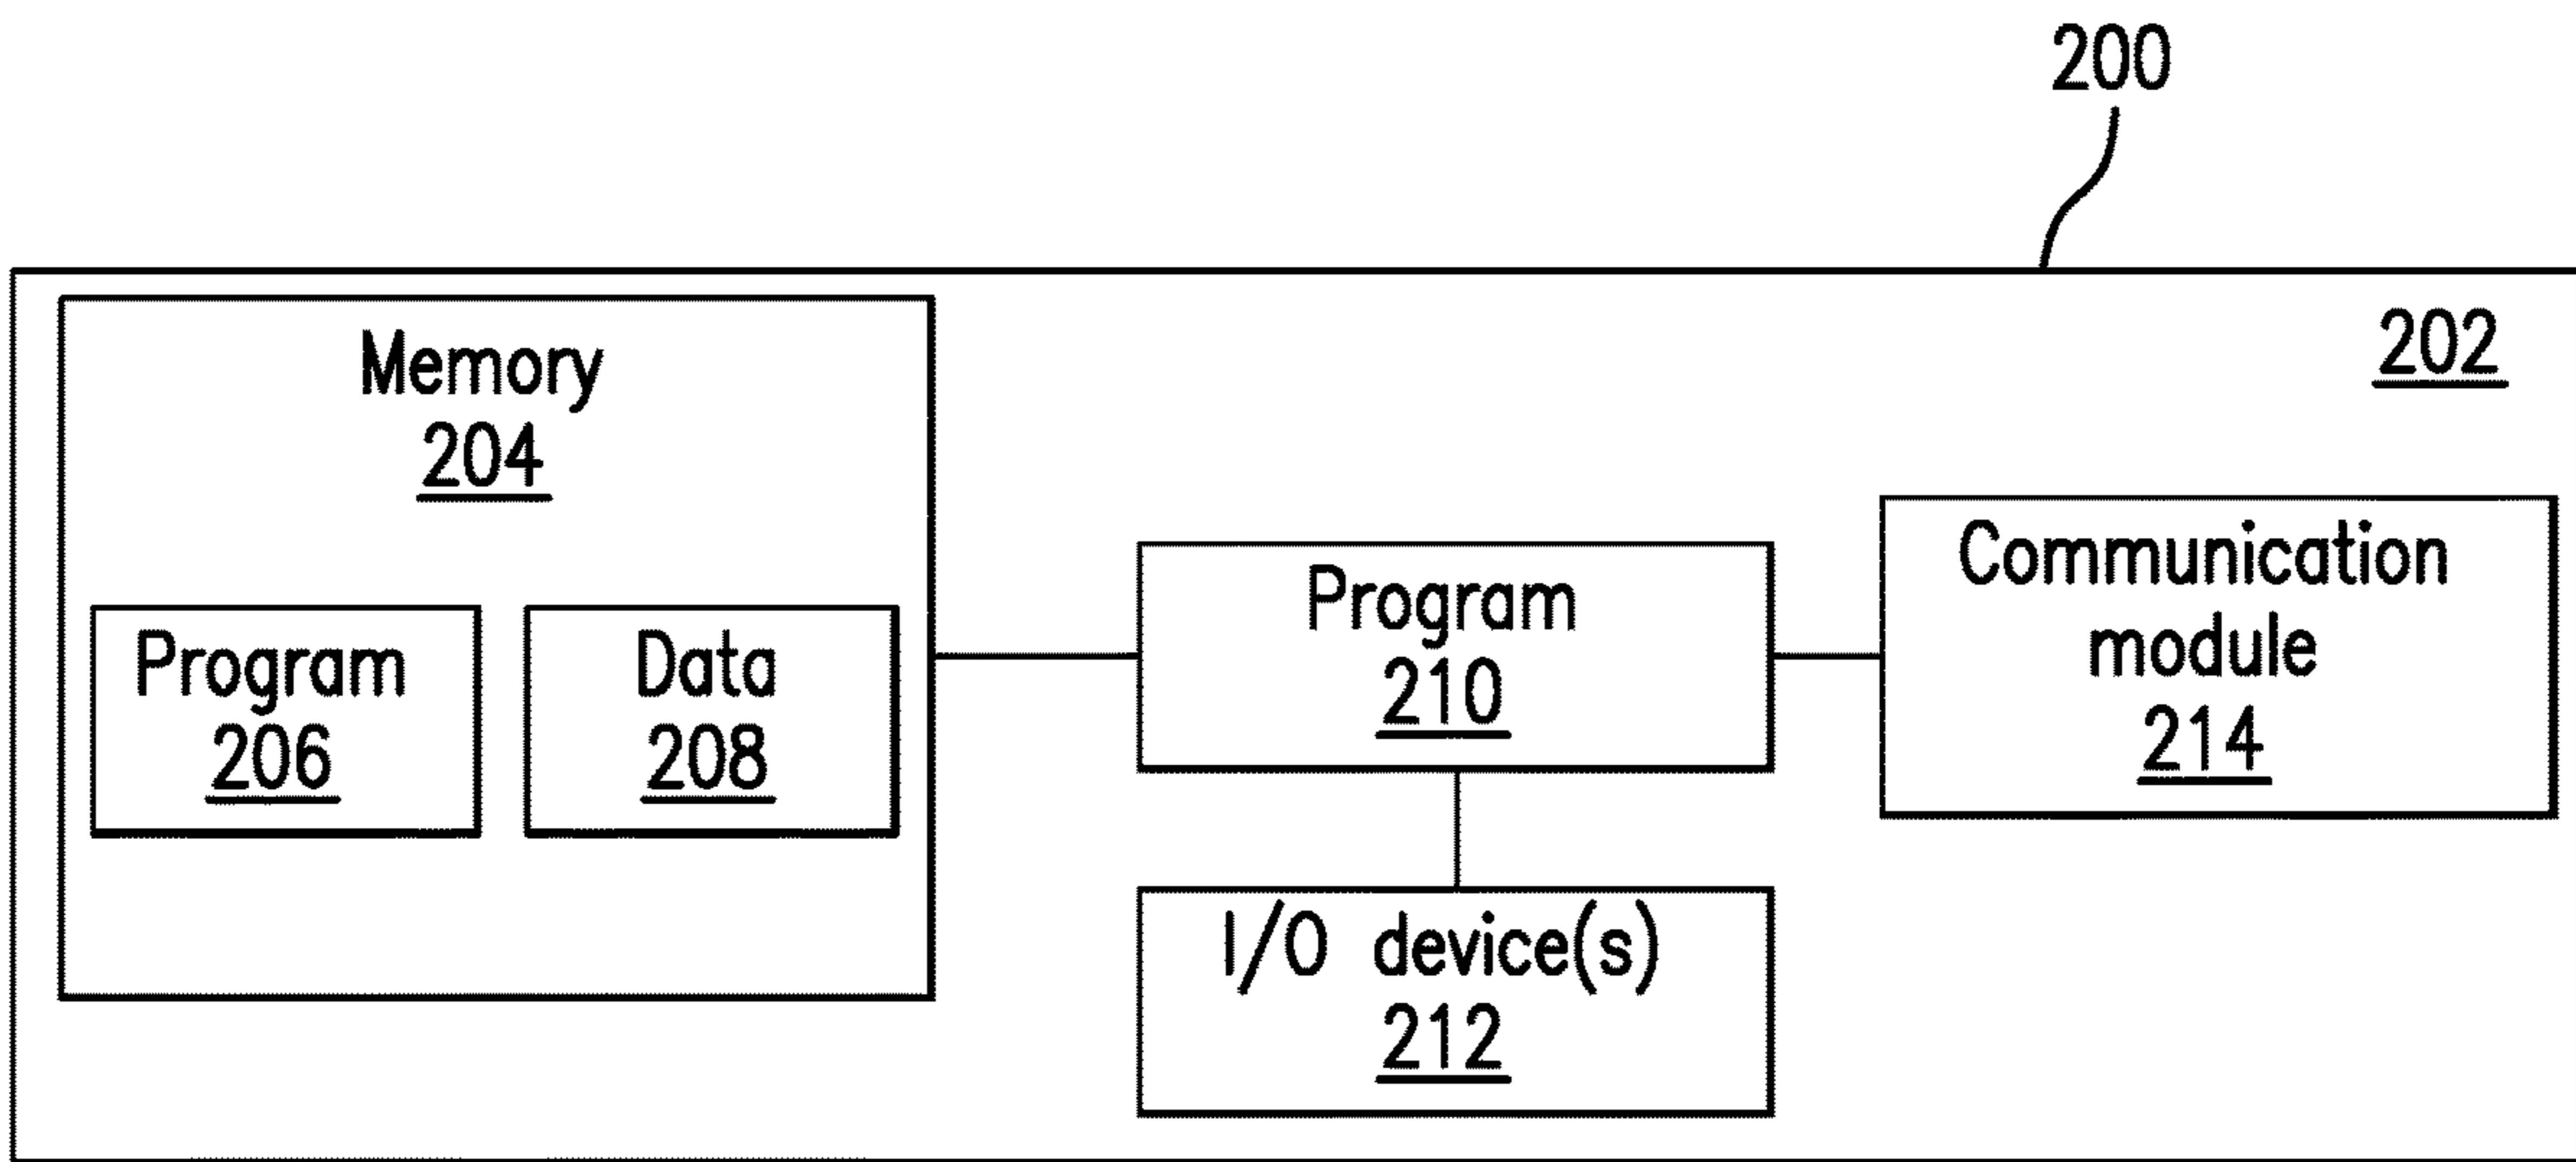 200
202
Memory
204
Program
206
Data
208
Program
210
Communication
module
214
I/O device(s)
212